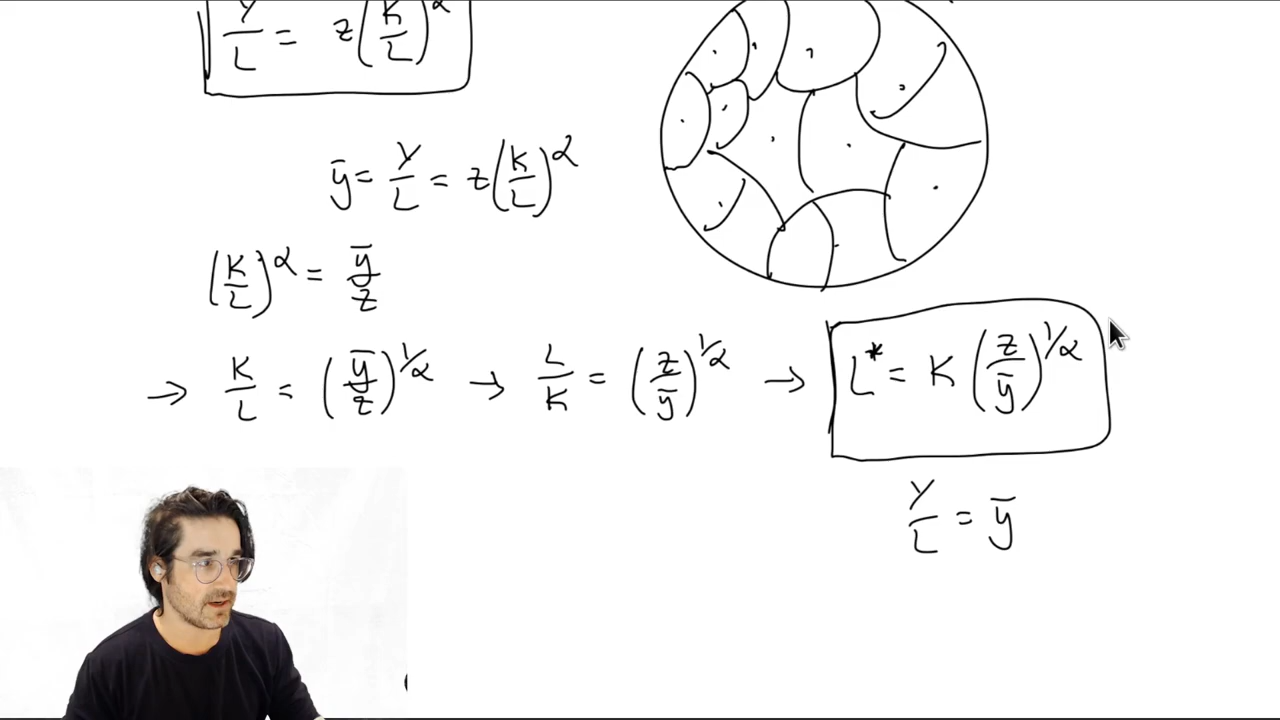 Y/L = z(K/L)^α
ȳ = Y/L = z(K/L)^α
(K/L)^α = ȳ/z
→ K/L = (ȳ/z)^1/α → L/K = (z/ȳ)^1/α → L* = K(z/ȳ)^1/α
Y/L = ȳ